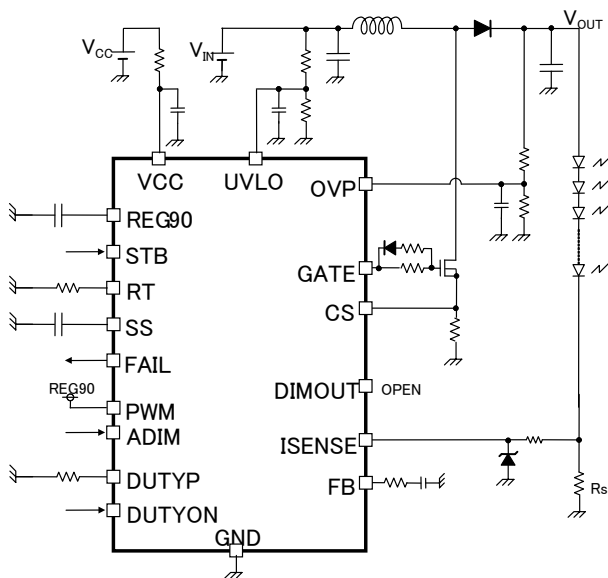 VCC
VIN
VOUT
VCC
UVLO
OVP
REG90
STB
GATE
RT
CS
SS
FAIL
REG90
DIMOUT
OPEN
PWM
ADIM
ISENSE
DUTYP
FB
Rs
DUTYON
GND